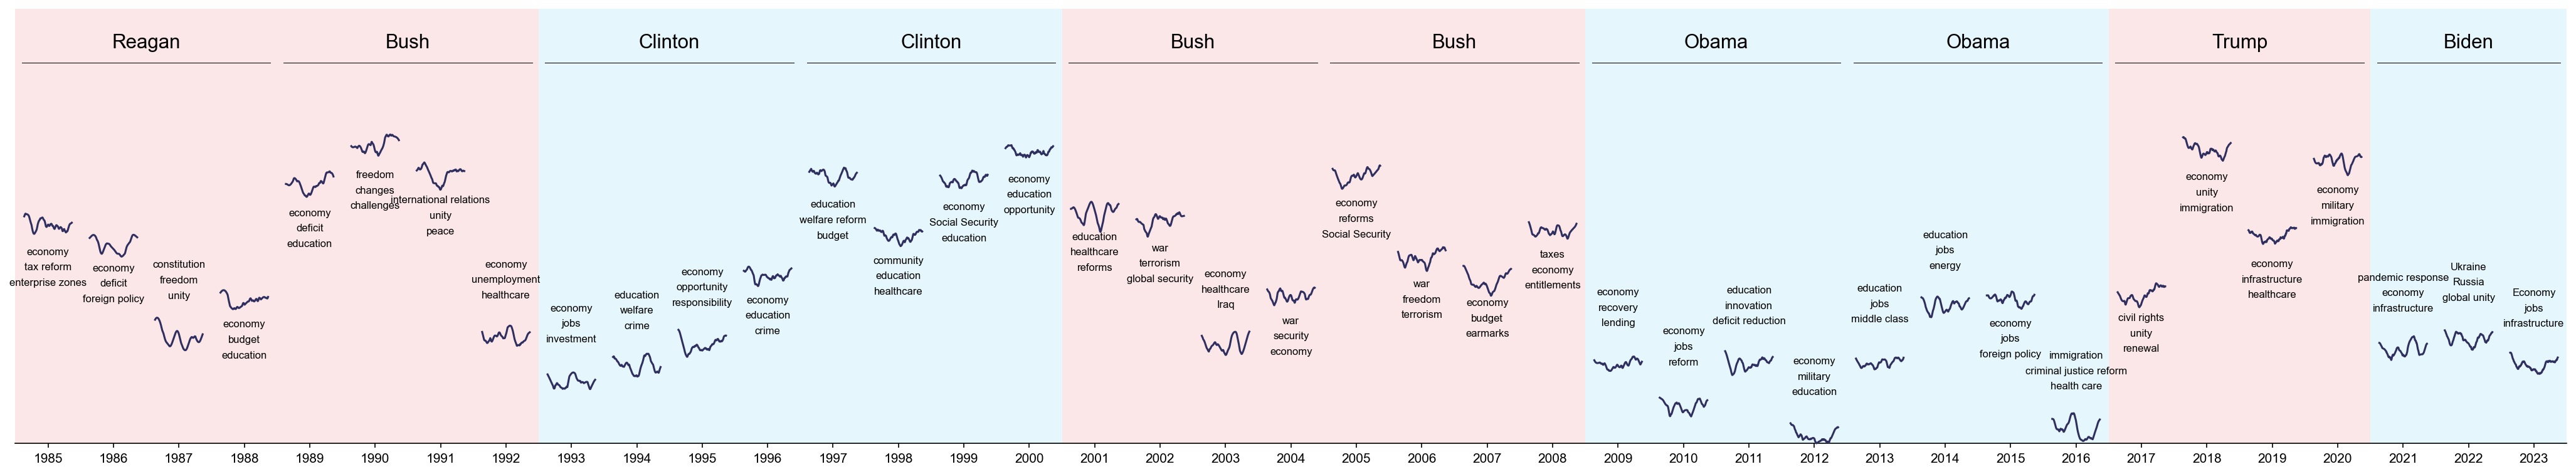 Reagan
Bush
Clinton
Clinton
Bush
Bush
Obama
Obama
Trump
Biden
economy
tax reform
enterprise zones
economy
deficit
foreign policy
constitution
freedom
unity
economy
budget
education
economy
deficit
education
freedom
changes
challenges
international relations
unity
peace
economy
unemployment
healthcare
economy
jobs
investment
education
welfare
crime
economy
opportunity
responsibility
economy
education
crime
education
welfare reform
budget
community
education
healthcare
economy
Social Security
education
economy
education
opportunity
education
healthcare
reforms
war
terrorism
global security
economy
healthcare
Iraq
war
security
economy
economy
reforms
Social Security
war
freedom
terrorism
economy
budget
earmarks
taxes
economy
entitlements
economy
recovery
lending
economy
jobs
reform
education
innovation
deficit reduction
economy
military
education
education
jobs
middle class
education
jobs
energy
economy
jobs
foreign policy
immigration
criminal justice reform
health care
civil rights
unity
renewal
economy
unity
immigration
economy
infrastructure
healthcare
economy
military
immigration
pandemic response
economy
infrastructure
Ukraine
Russia
global unity
Economy
jobs
infrastructure
1985
1986
1987
1988
1989
1990
1991
1992
1993
1994
1995
1996
1997
1998
1999
2000
2001
2002
2003
2004
2005
2006
2007
2008
2009
2010
2011
2012
2013
2014
2015
2016
2017
2018
2019
2020
2021
2022
2023